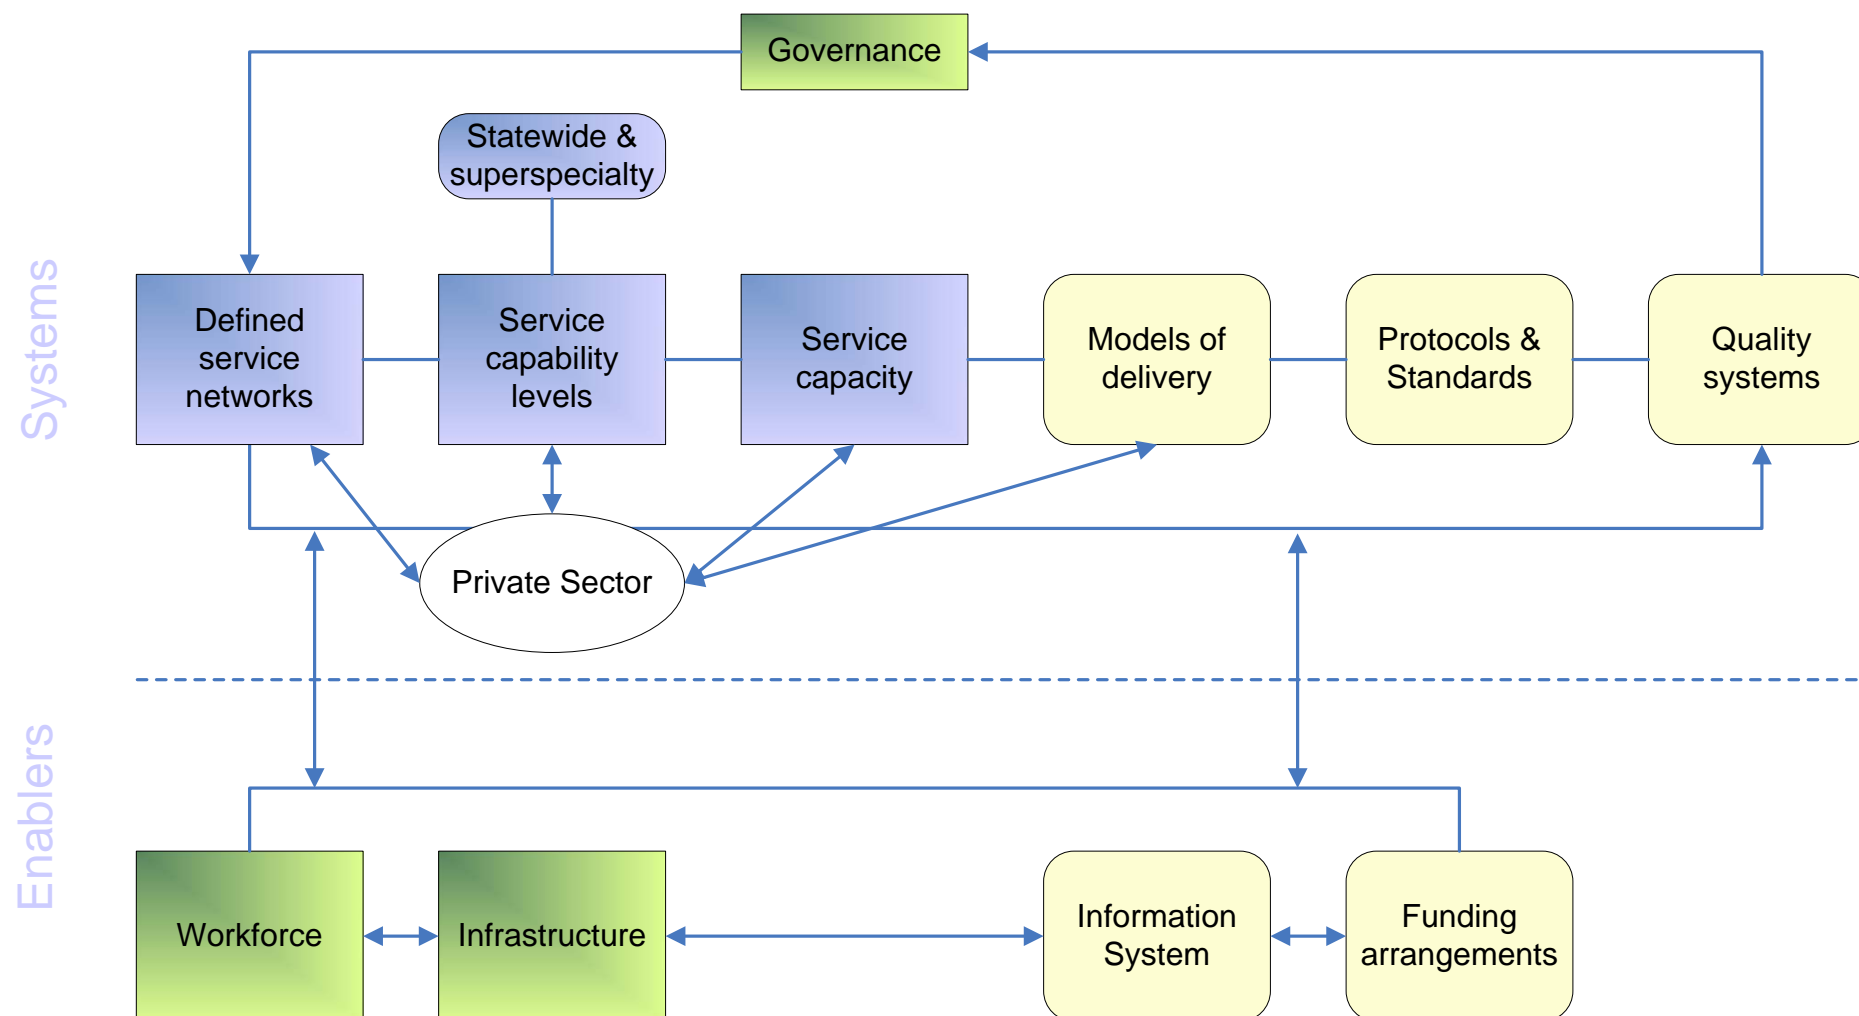 Governance
Statewide &
superspecialty
Systems
Defined
service
networks
Service
capability
levels
Service
capacity
Models of
delivery
Protocols &
Standards
Quality
systems
Private Sector
Enablers
Workforce
Infrastructure
Information
System
Funding
arrangements